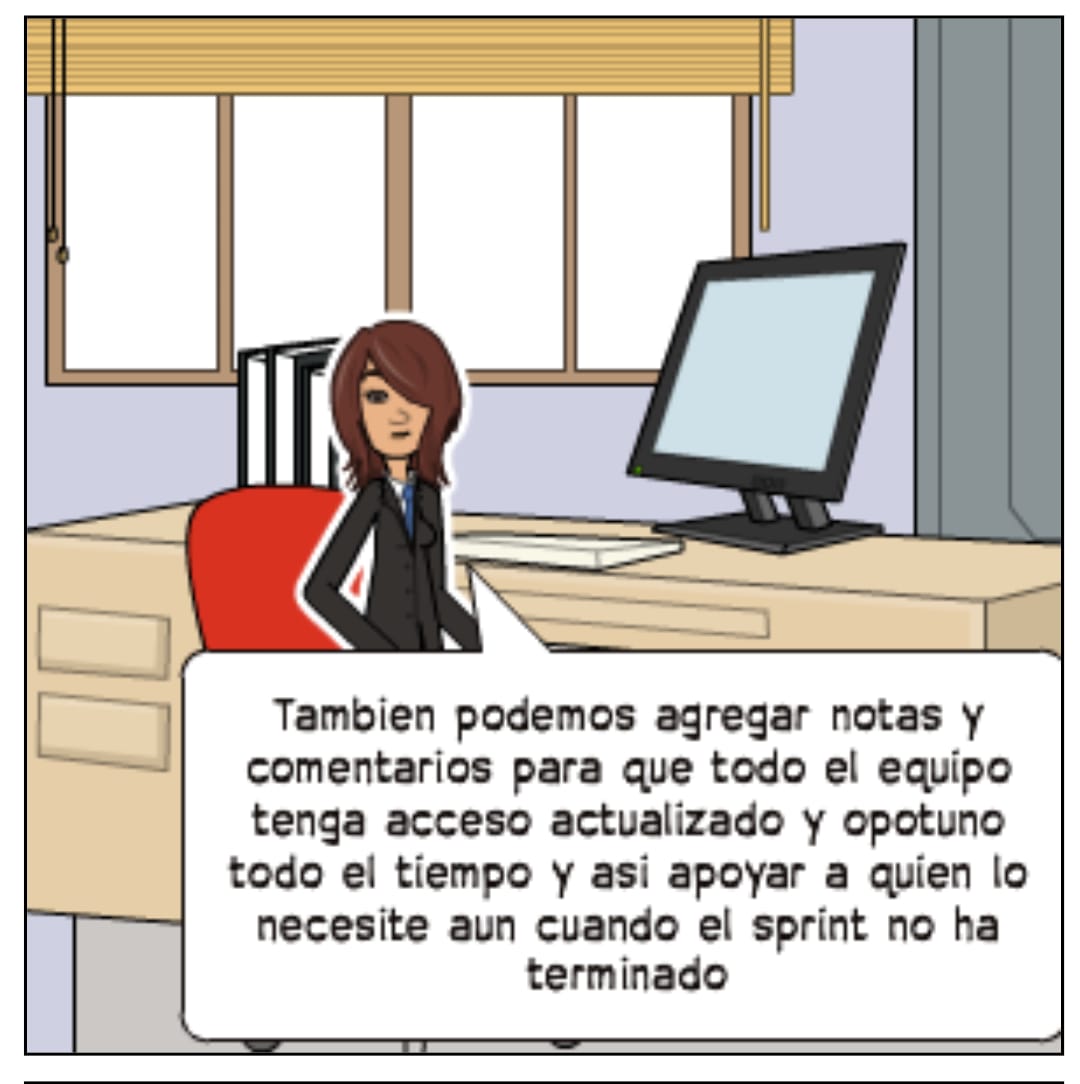 Tambien podemos agregar notas y
comentarios para que todo el equipo
tenga acceso actualizado y opotuno
todo el tiempo y asi apoyar a quien lo
necesite aun cuando el sprint no ha
terminado